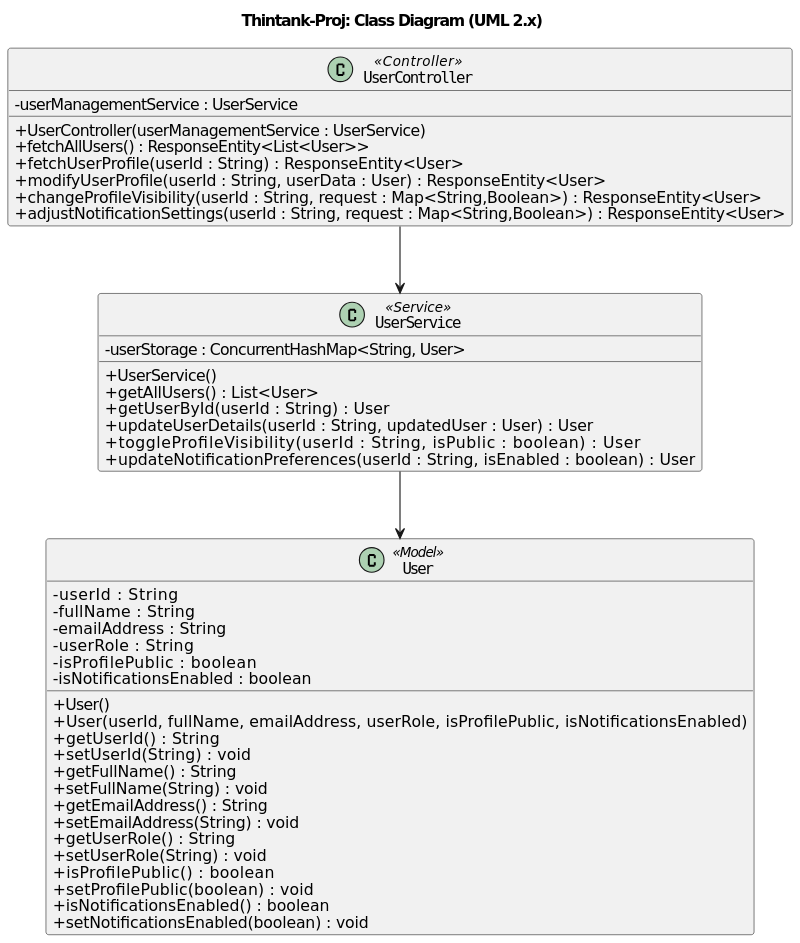 Thintank-Proj: Class Diagram (UML 2.x)
«Controller»
C UserController
-userManagementService : UserService
+UserController(userManagementService : UserService)
+fetchAllUsers() : ResponseEntity<List<User>>
+fetchUserProfile(userId : String) : ResponseEntity<User>
+modifyUserProfile(userId : String, userData : User) : ResponseEntity<User>
+changeProfileVisibility(userId : String, request : Map<String,Boolean>) : ResponseEntity<User>
+adjustNotificationSettings(userId : String, request : Map<String,Boolean>) : ResponseEntity<User>
«Service»
C UserService
-userStorage : ConcurrentHashMap<String, User>
+UserService()
+getAllUsers() : List<User>
+getUserById(userId : String) : User
+updateUserDetails(userId : String, updatedUser : User) : User
+toggleProfileVisibility(userId : String, isPublic : boolean) : User
+updateNotificationPreferences(userId : String, isEnabled : boolean) : User
«Model»
C User
-userId : String
-fullName : String
-emailAddress : String
-userRole : String
-isProfilePublic : boolean
-isNotificationsEnabled : boolean
+User()
+User(userId, fullName, emailAddress, userRole, isProfilePublic, isNotificationsEnabled)
+getUserId() : String
+setUserId(String) : void
+getFullName() : String
+setFullName(String) : void
+getEmailAddress() : String
+setEmailAddress(String) : void
+getUserRole() : String
+setUserRole(String) : void
+isProfilePublic() : boolean
+setProfilePublic(boolean) : void
+isNotificationsEnabled() : boolean
+setNotificationsEnabled(boolean) : void